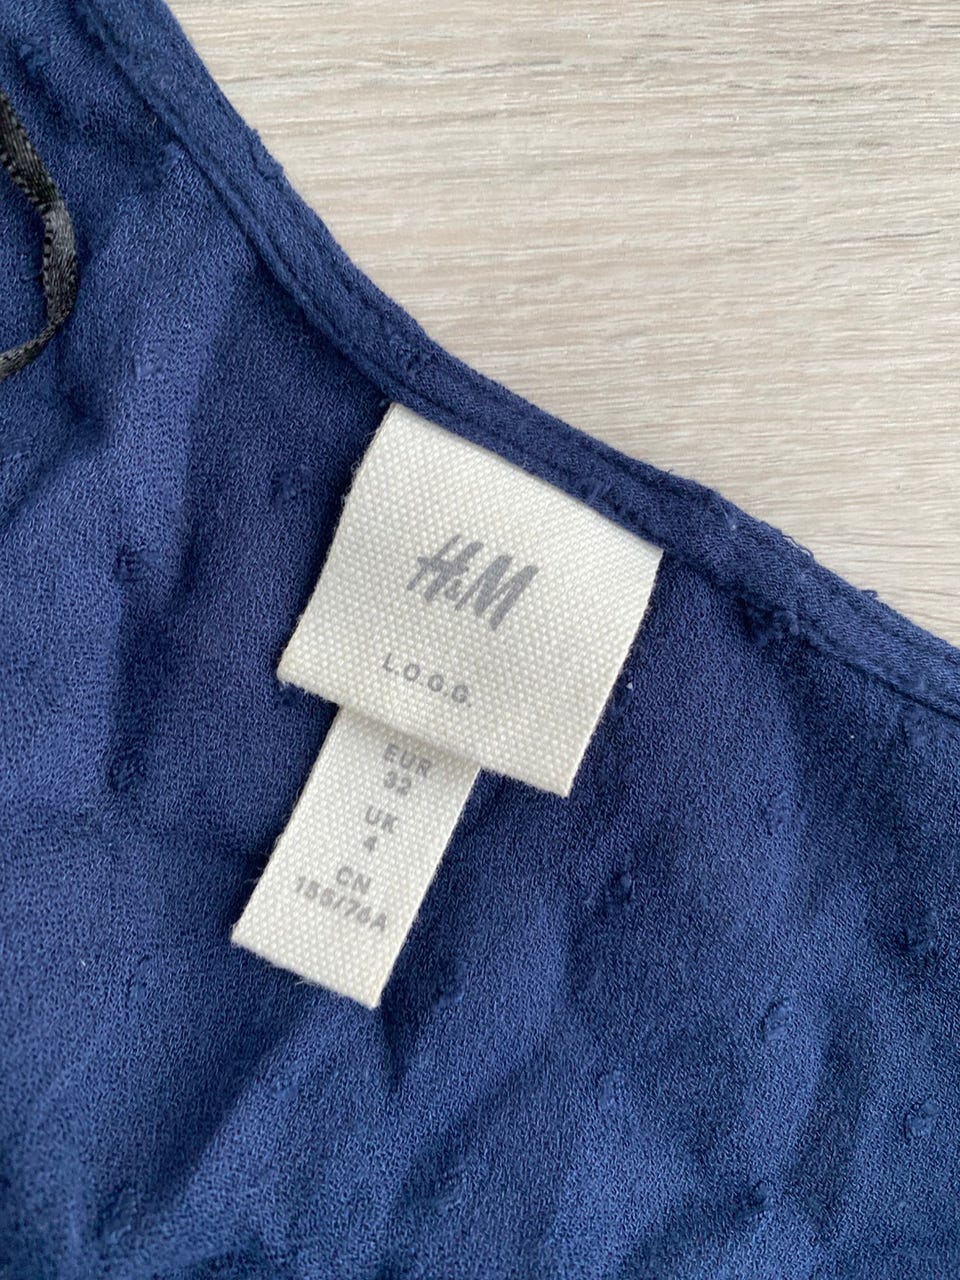 H&M
L.O.G.G.
EUR
32
UK
4
CN
155/76A